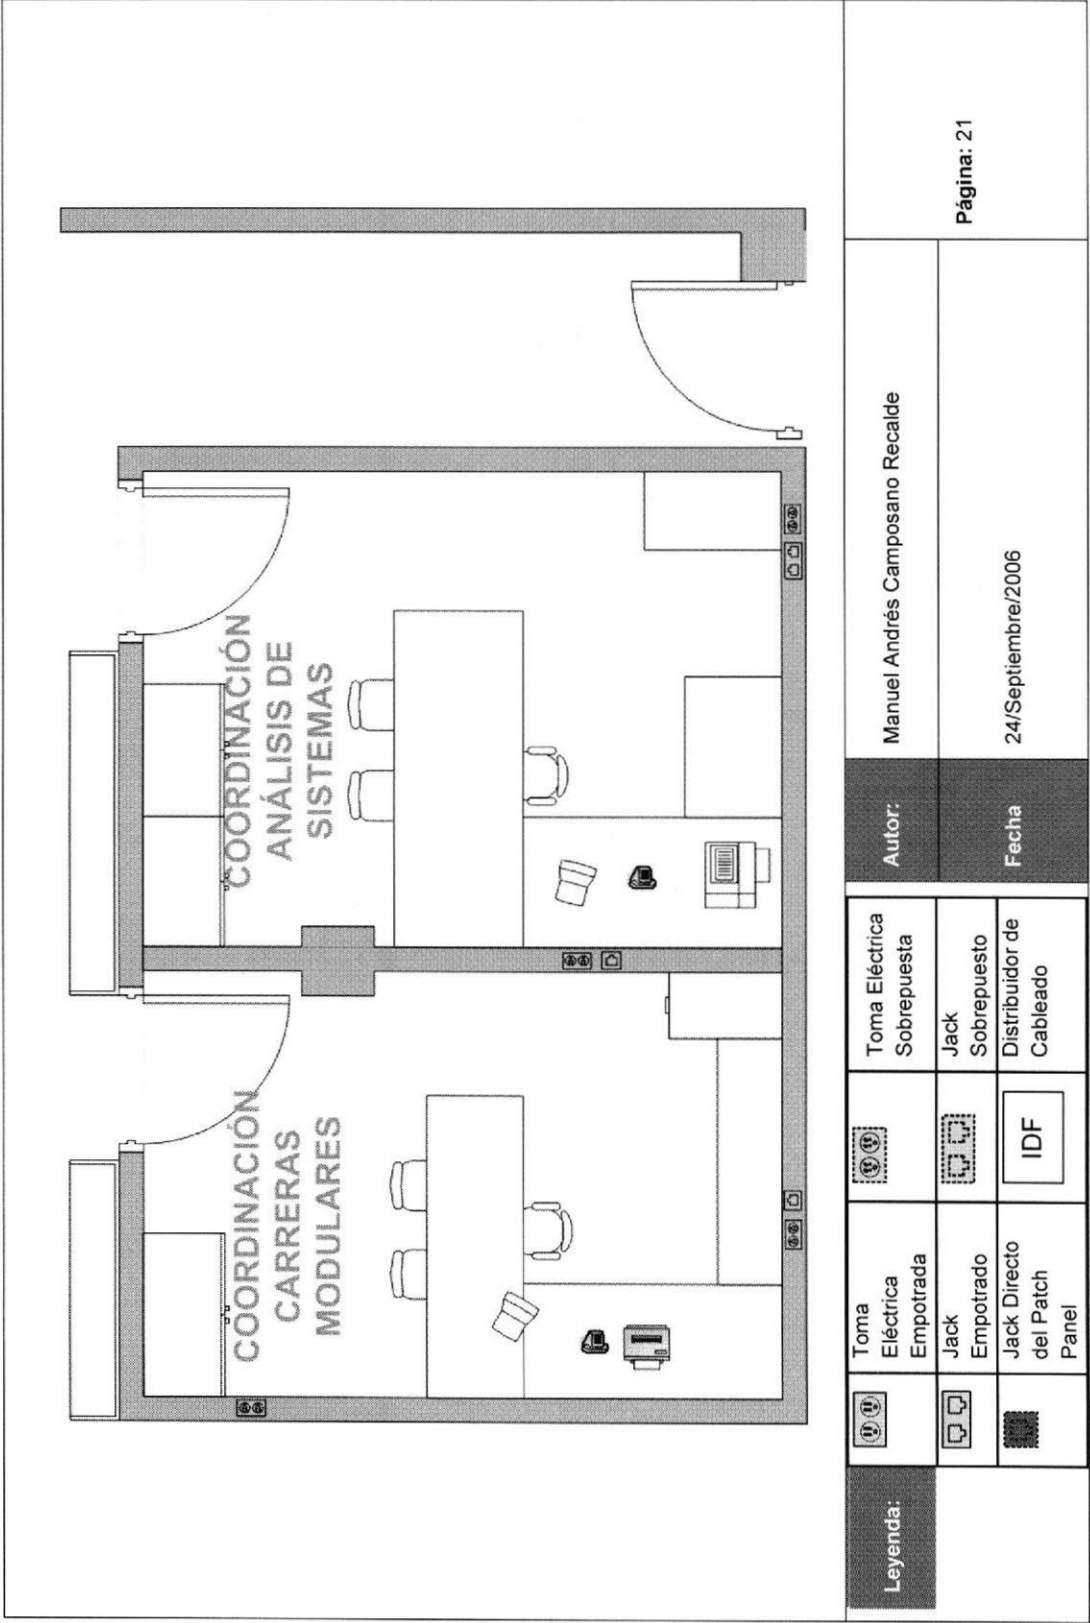 COORDINACIÓN
CARRERAS
MODULARES
COORDINACIÓN
ANÁLISIS DE
SISTEMAS
Leyenda:
Toma
Eléctrica
Empotrada
Toma Eléctrica
Sobrepuesta
Jack
Empotrado
Jack
Sobrepuesto
Jack Directo
del Patch
Panel
IDF
Distribuidor de
Cableado
Autor:
Manuel Andrés Camposano Recalde
Fecha
24/Septiembre/2006
Página: 21